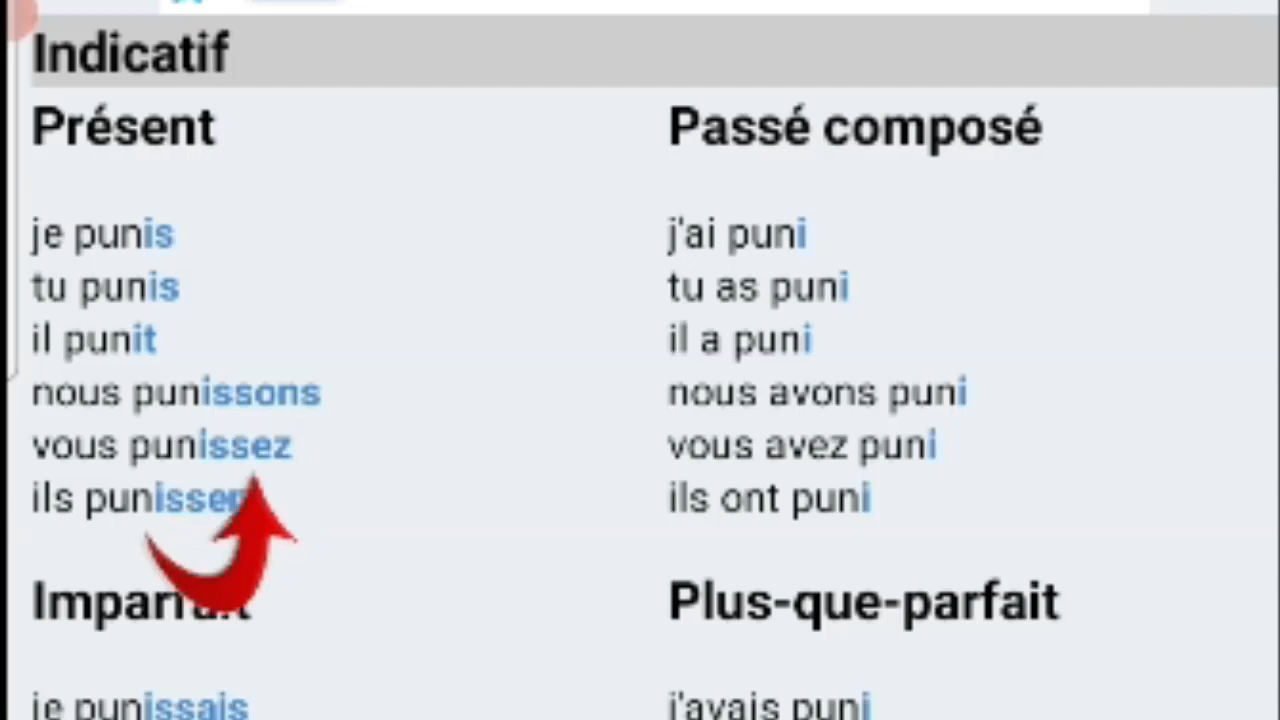 Indicatif
Présent
je punis
tu punis
il punit
nous punissons
vous punissez
ils
Passé composé
j'ai puni
tu as puni
il a puni
nous avons puni
vous avez puni
ils ont puni
Imparfait
je punissais
Plus-que-parfait
j'avais puni